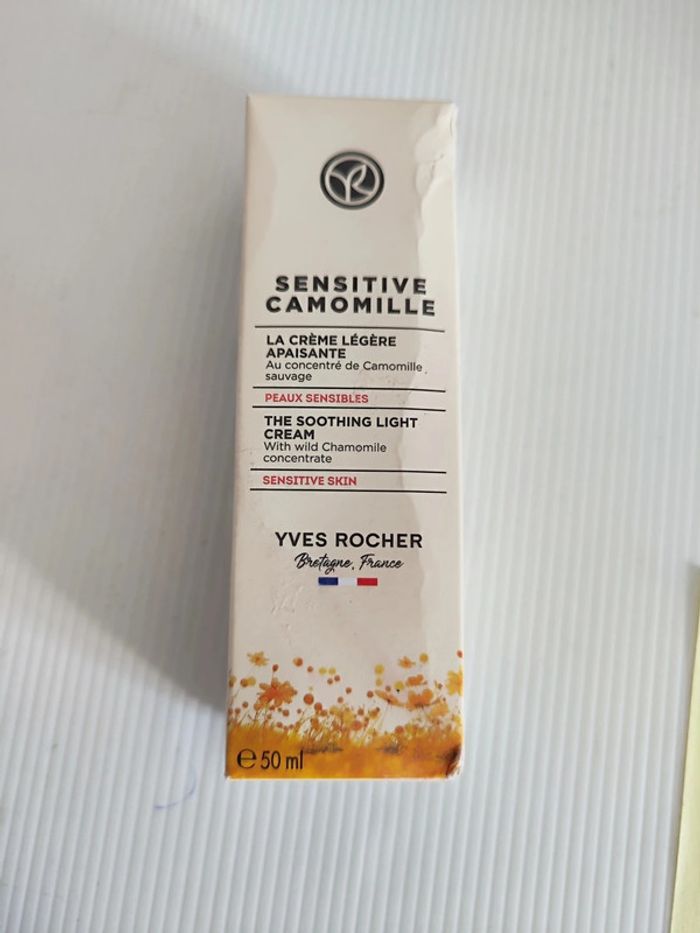 SENSITIVE
CAMOMILLE
LA CRÈME LÉGÈRE
APAISANTE
Au concentré de Camomille
sauvage
PEAUX SENSIBLES
THE SOOTHING LIGHT
CREAM
With wild Chamomile
concentrate
SENSITIVE SKIN
YVES ROCHER
Bretagne, France
℮50 ml